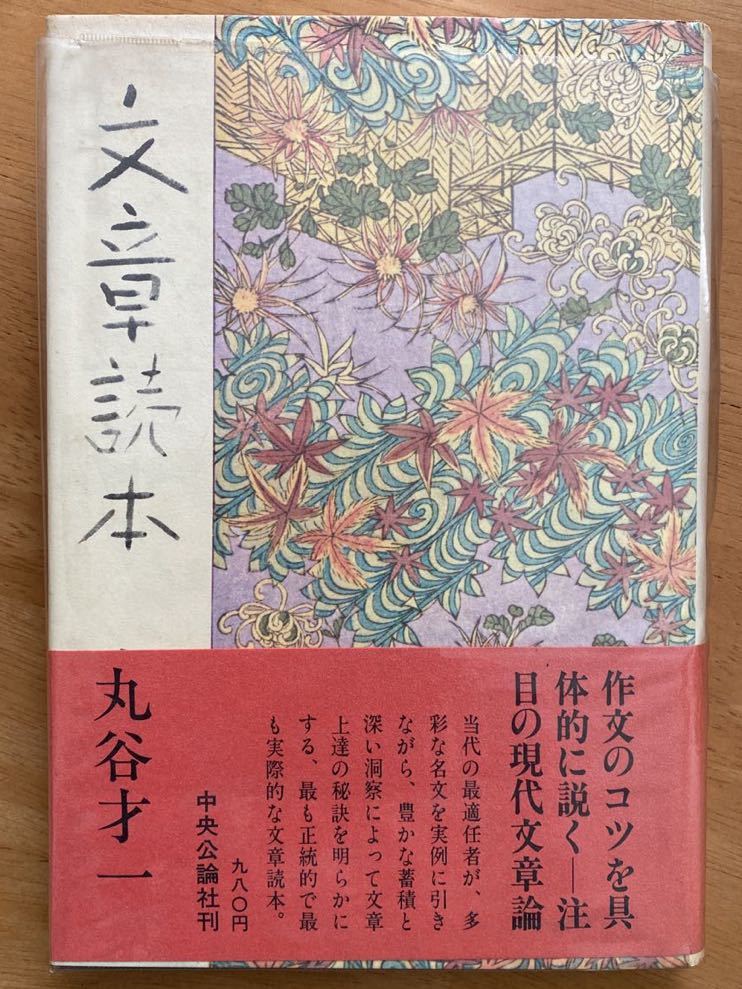 文章読本
丸谷才一
作文のコツを具
体的に説く―注
目の現代文章論
当代の最適任者が、多
彩な名文を実例に引き
ながら、豊かな蓄積と
深い洞察によって文章
上達の秘訣を明らかに
する、最も正統的で最
も実際的な文章読本。
九八〇円
中央公論社刊